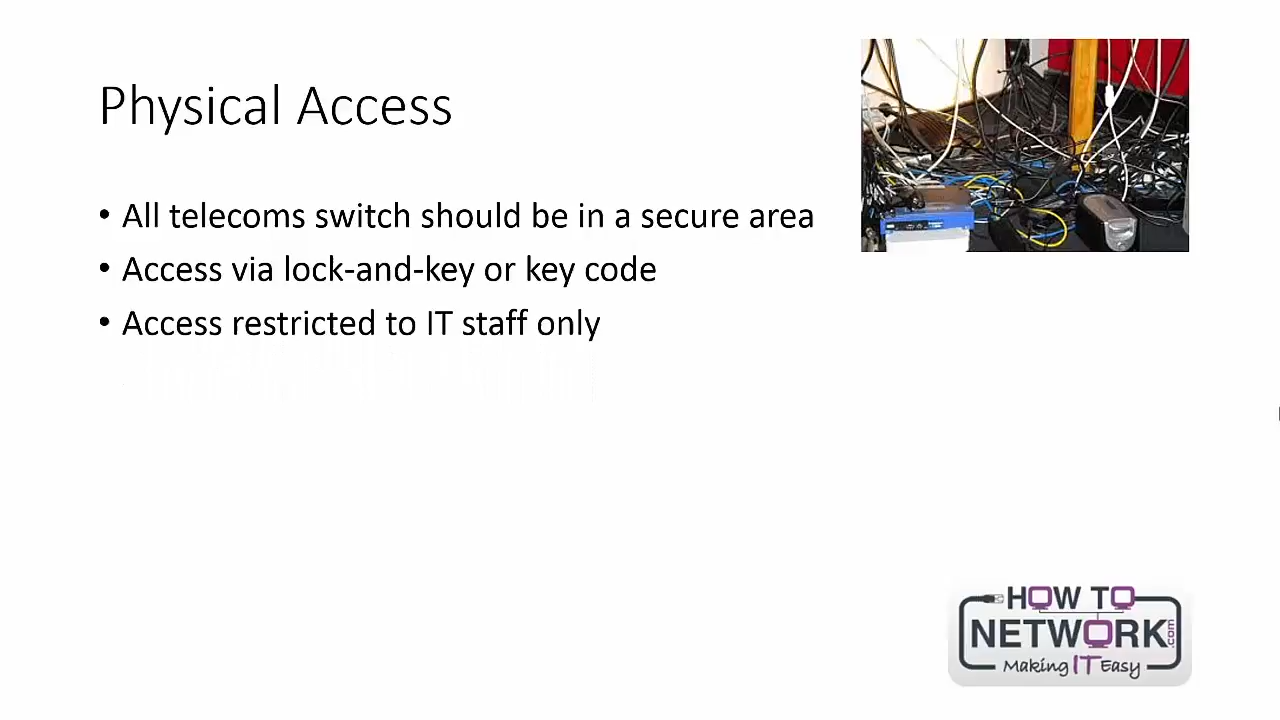 Physical Access
• All telecoms switch should be in a secure area
• Access via lock-and-key or key code
• Access restricted to IT staff only
HOW TO
NETWORK.com
Making IT Easy